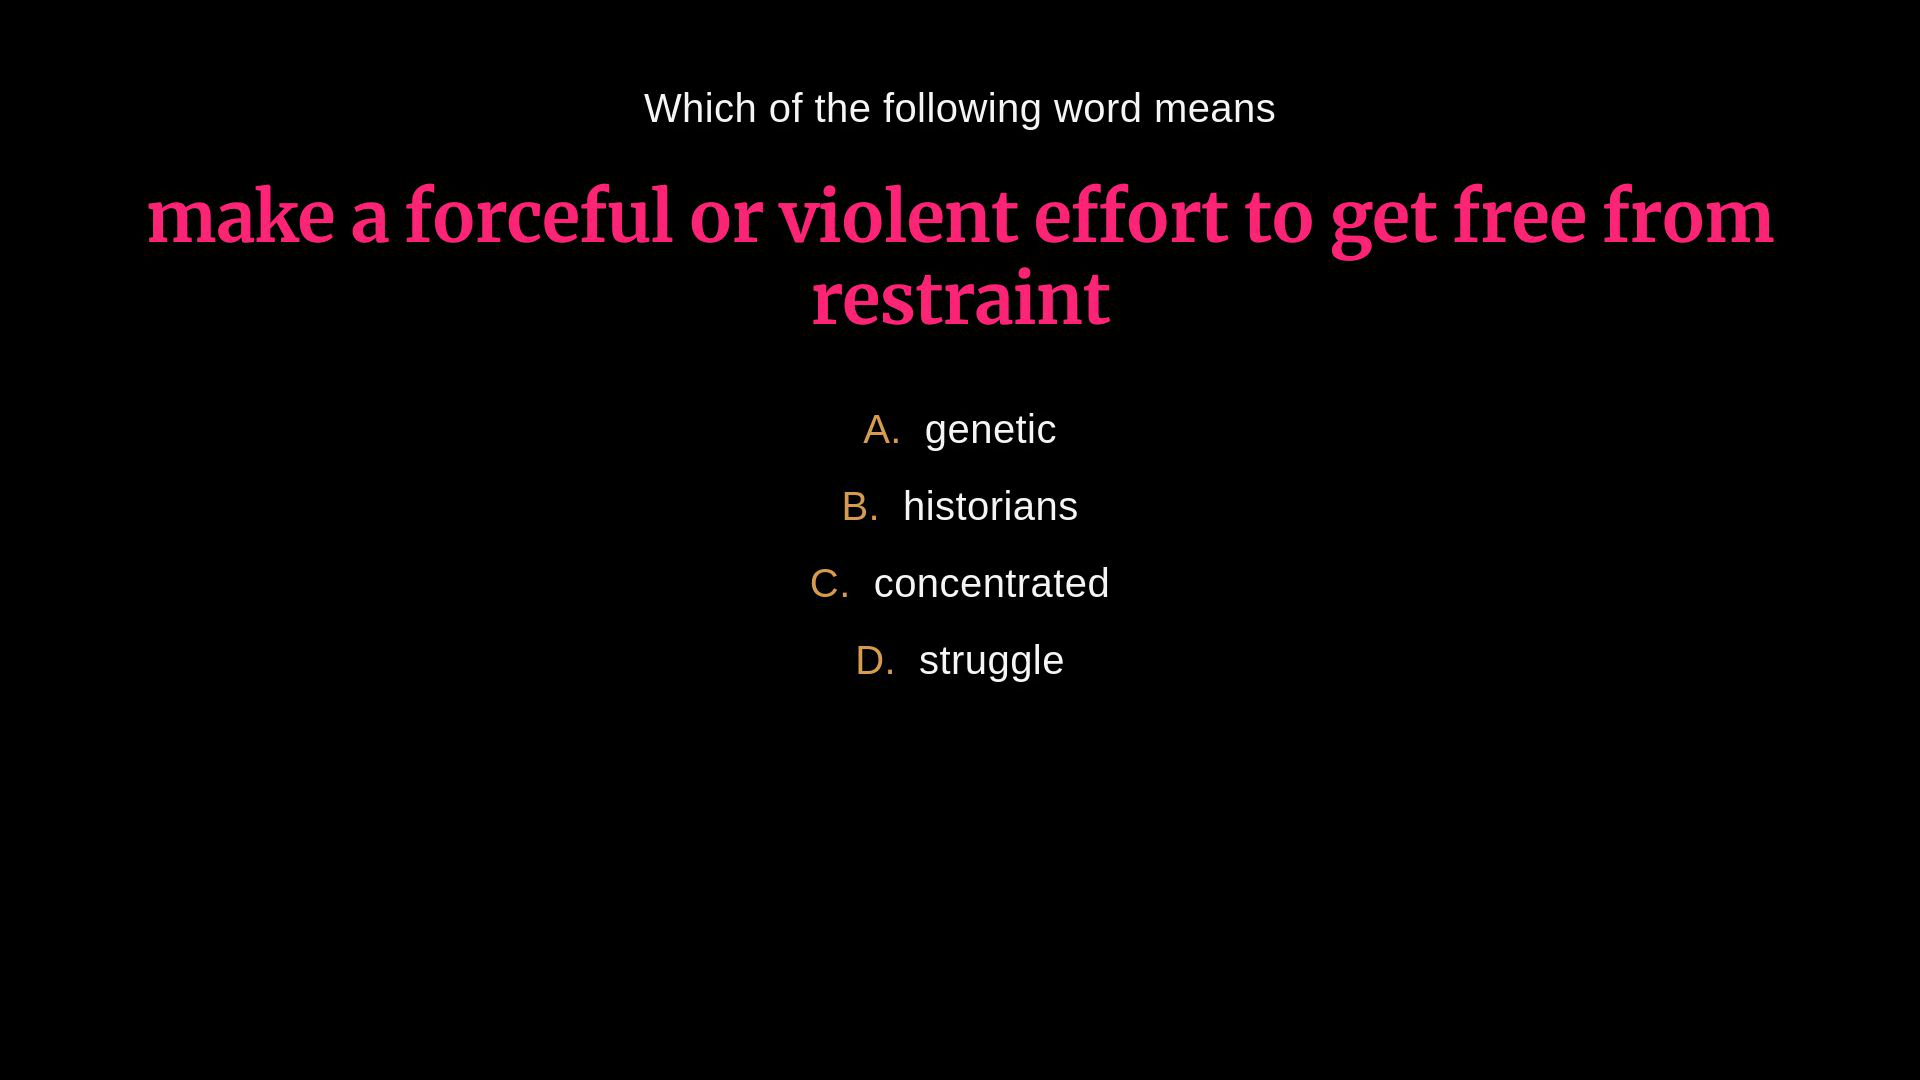 Which of the following word means
make a forceful or violent effort to get free from
restraint
A. genetic
B. historians
C. concentrated
D. struggle